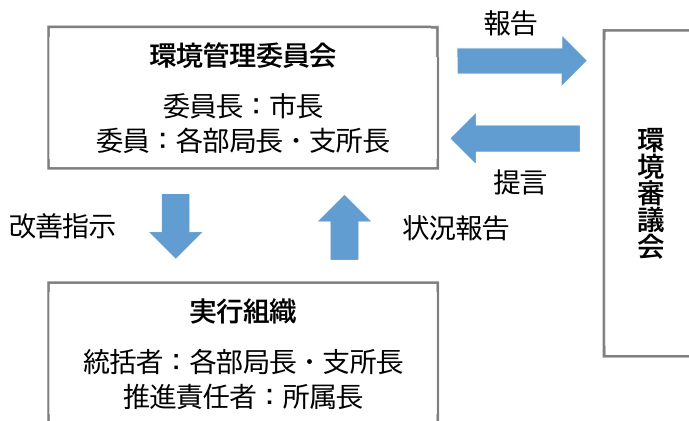 報告
環境管理委員会
委員長：市長
委員：各部局長・支所長
提言
環境審議会
改善指示
状況報告
実行組織
統括者：各部局長・支所長
推進責任者：所属長